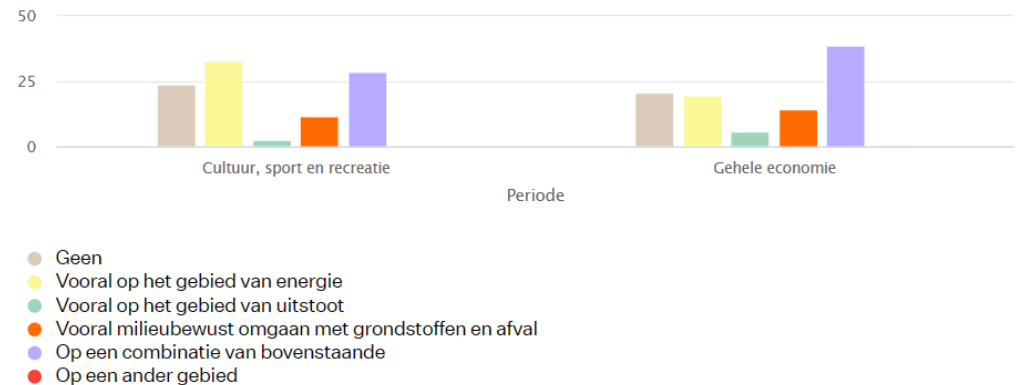 50
25
0
Cultuur, sport en recreatie
Gehele economie
Periode
Geen
Vooral op het gebied van energie
Vooral op het gebied van uitstoot
Vooral milieubewust omgaan met grondstoffen en afval
Op een combinatie van bovenstaande
Op een ander gebied